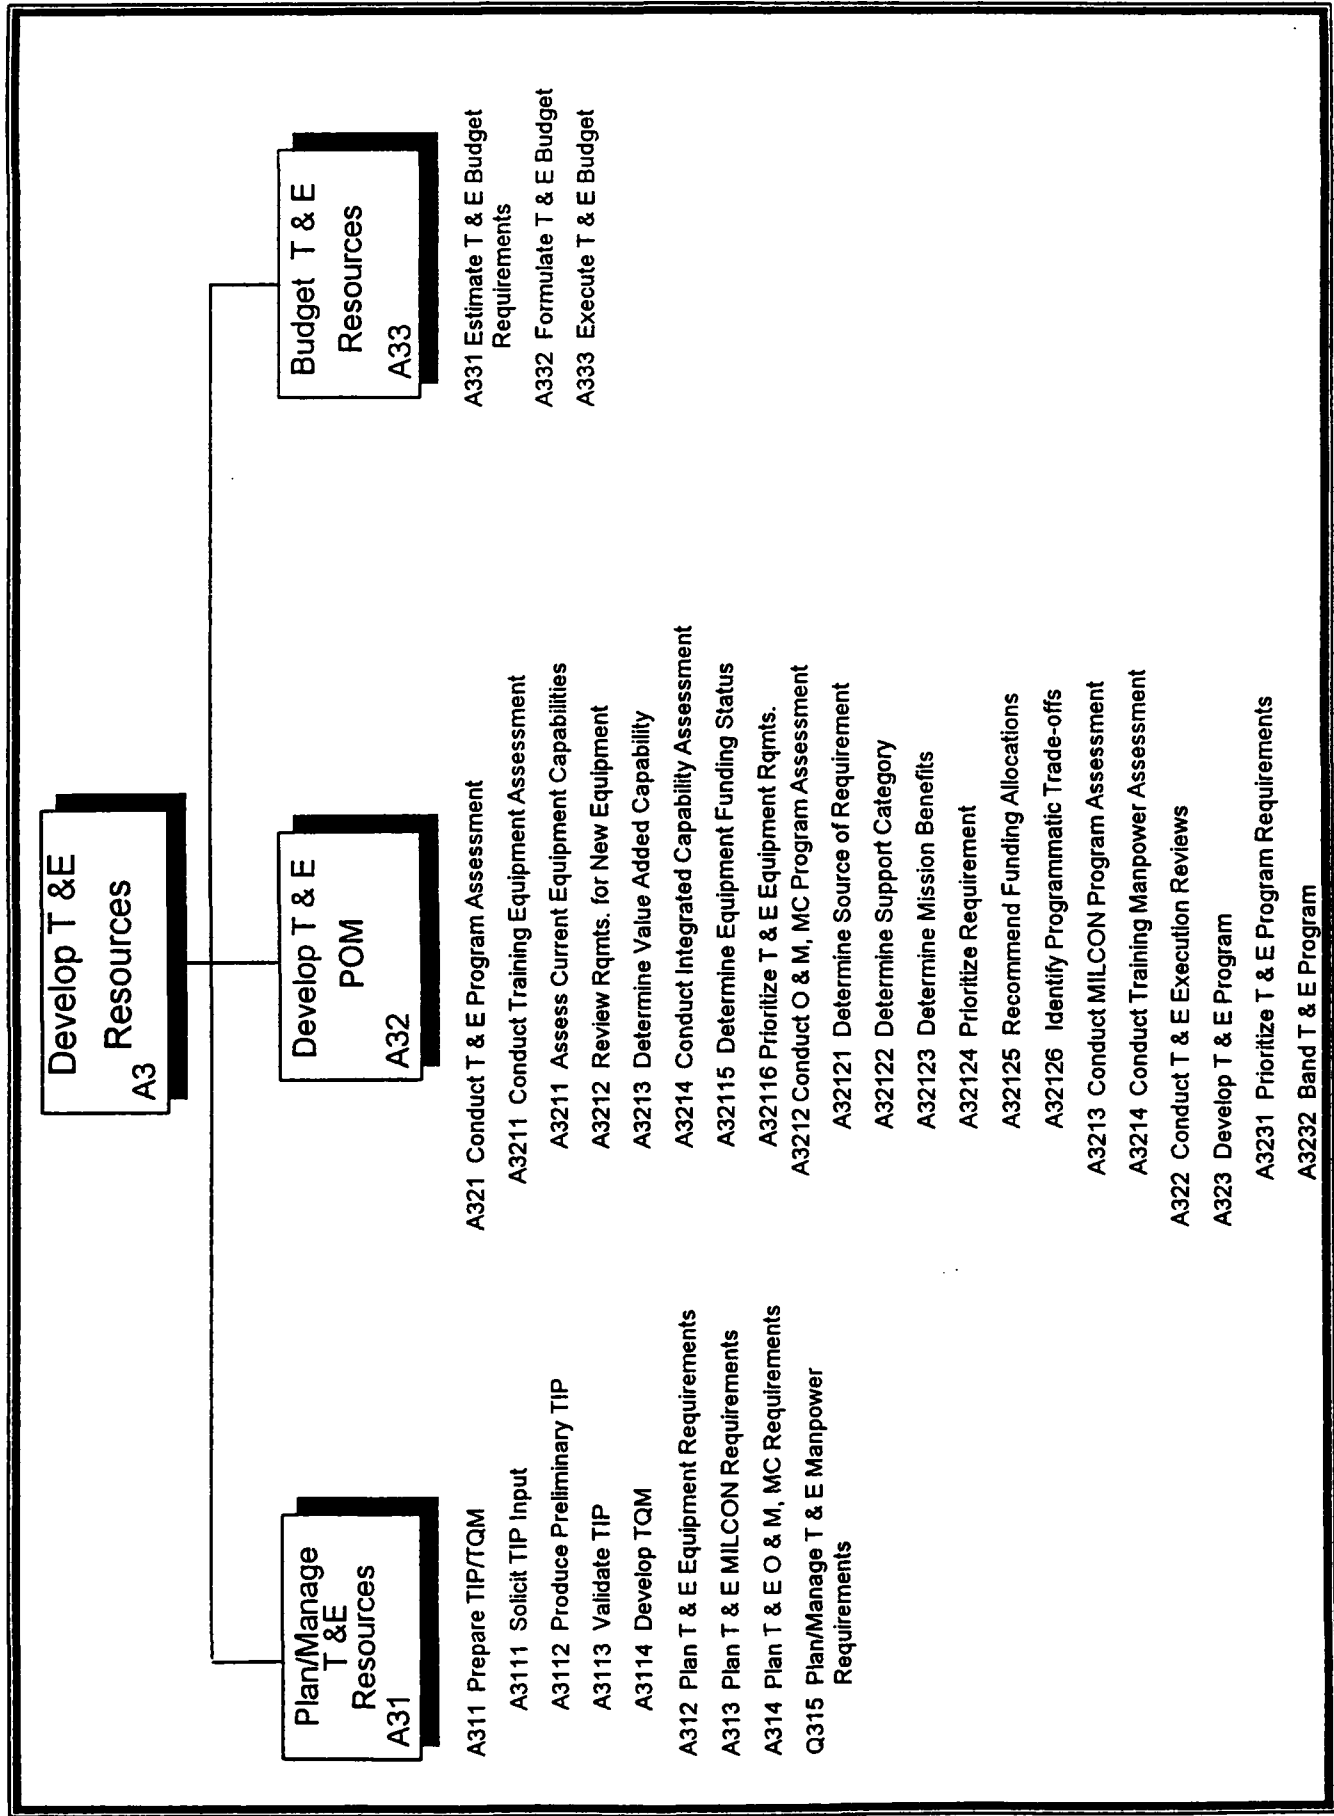 Develop T &E
Resources
A3
Plan/Manage
T &E
Resources
A31
A311 Prepare TIP/TQM
A3111 Solicit TIP Input
A3112 Produce Preliminary TIP
A3113 Validate TIP
A3114 Develop TQM
A312 Plan T & E Equipment Requirements
A313 Plan T & E MILCON Requirements
A314 Plan T & E O & M, MC Requirements
Q315 Plan/Manage T & E Manpower
Requirements
Develop T & E
POM
A32
A321 Conduct T & E Program Assessment
A3211 Conduct Training Equipment Assessment
A3211 Assess Current Equipment Capabilities
A3212 Review Rqmts. for New Equipment
A3213 Determine Value Added Capability
A3214 Conduct Integrated Capability Assessment
A32115 Determine Equipment Funding Status
A32116 Prioritize T & E Equipment Rqmts.
A3212 Conduct O & M, MC Program Assessment
A32121 Determine Source of Requirement
A32122 Determine Support Category
A32123 Determine Mission Benefits
A32124 Prioritize Requirement
A32125 Recommend Funding Allocations
A32126 Identify Programmatic Trade-offs
A3213 Conduct MILCON Program Assessment
A3214 Conduct Training Manpower Assessment
A322 Conduct T & E Execution Reviews
A323 Develop T & E Program
A3231 Prioritize T & E Program Requirements
A3232 Band T & E Program
Budget T & E
Resources
A33
A331 Estimate T & E Budget
Requirements
A332 Formulate T & E Budget
A333 Execute T & E Budget